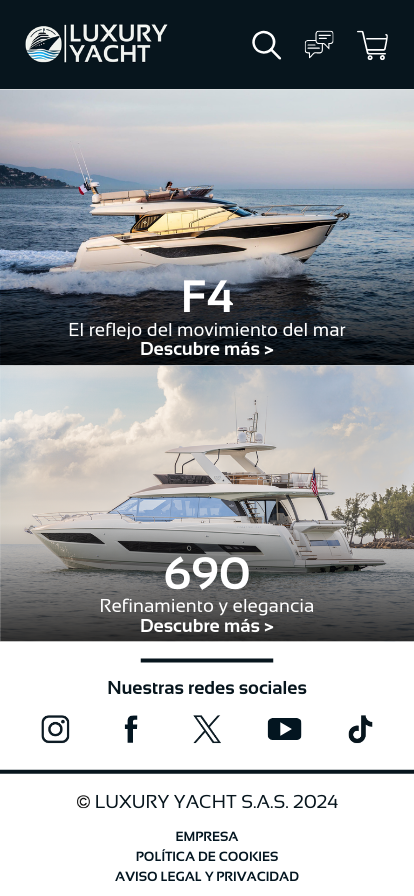 LUXURY
YACHT
F4
El reflejo del movimiento del mar
Descubre más >
690
Refinamiento y elegancia
Descubre más >
Nuestras redes sociales
© LUXURY YACHT S.A.S. 2024
EMPRESA
POLÍTICA DE COOKIES
AVISO LEGAL Y PRIVACIDAD